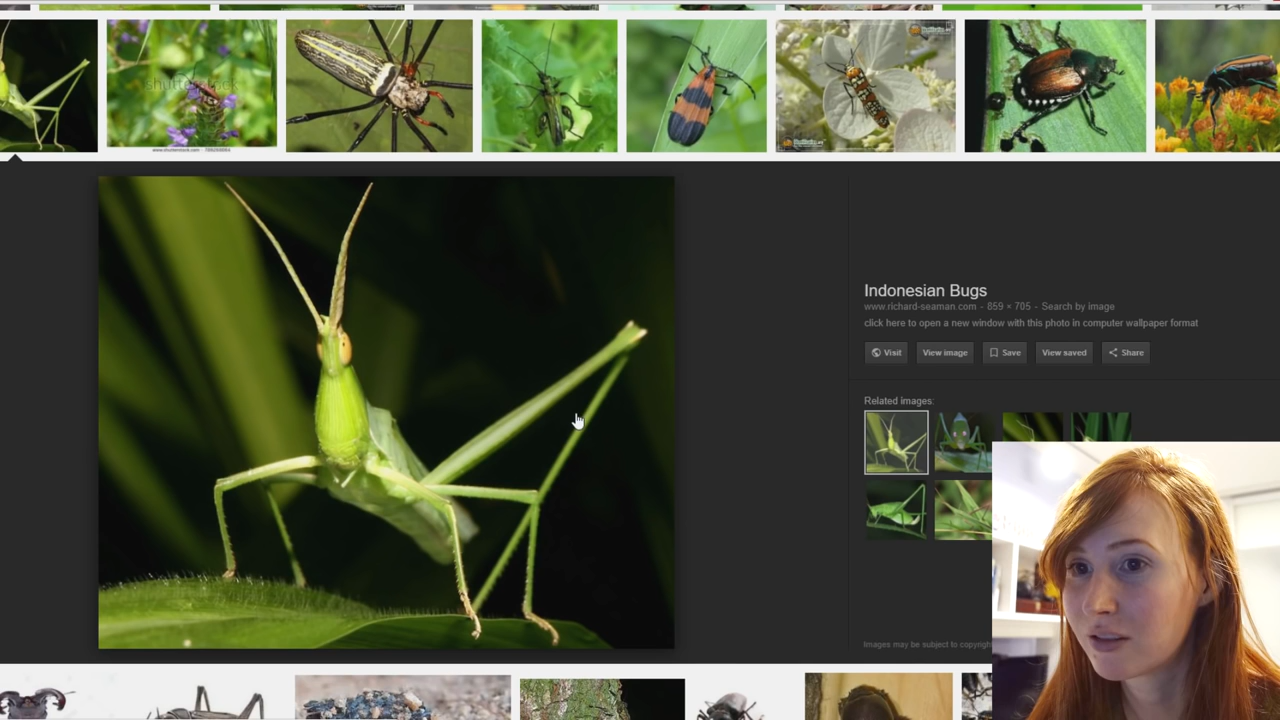 shutterstock
Indonesian Bugs
www.richard-seaman.com - 859 × 705 - Search by image
click here to open a new window with this photo in computer wallpaper format
Visit View image Save View saved Share
Related images:
Images may be subject to copyright